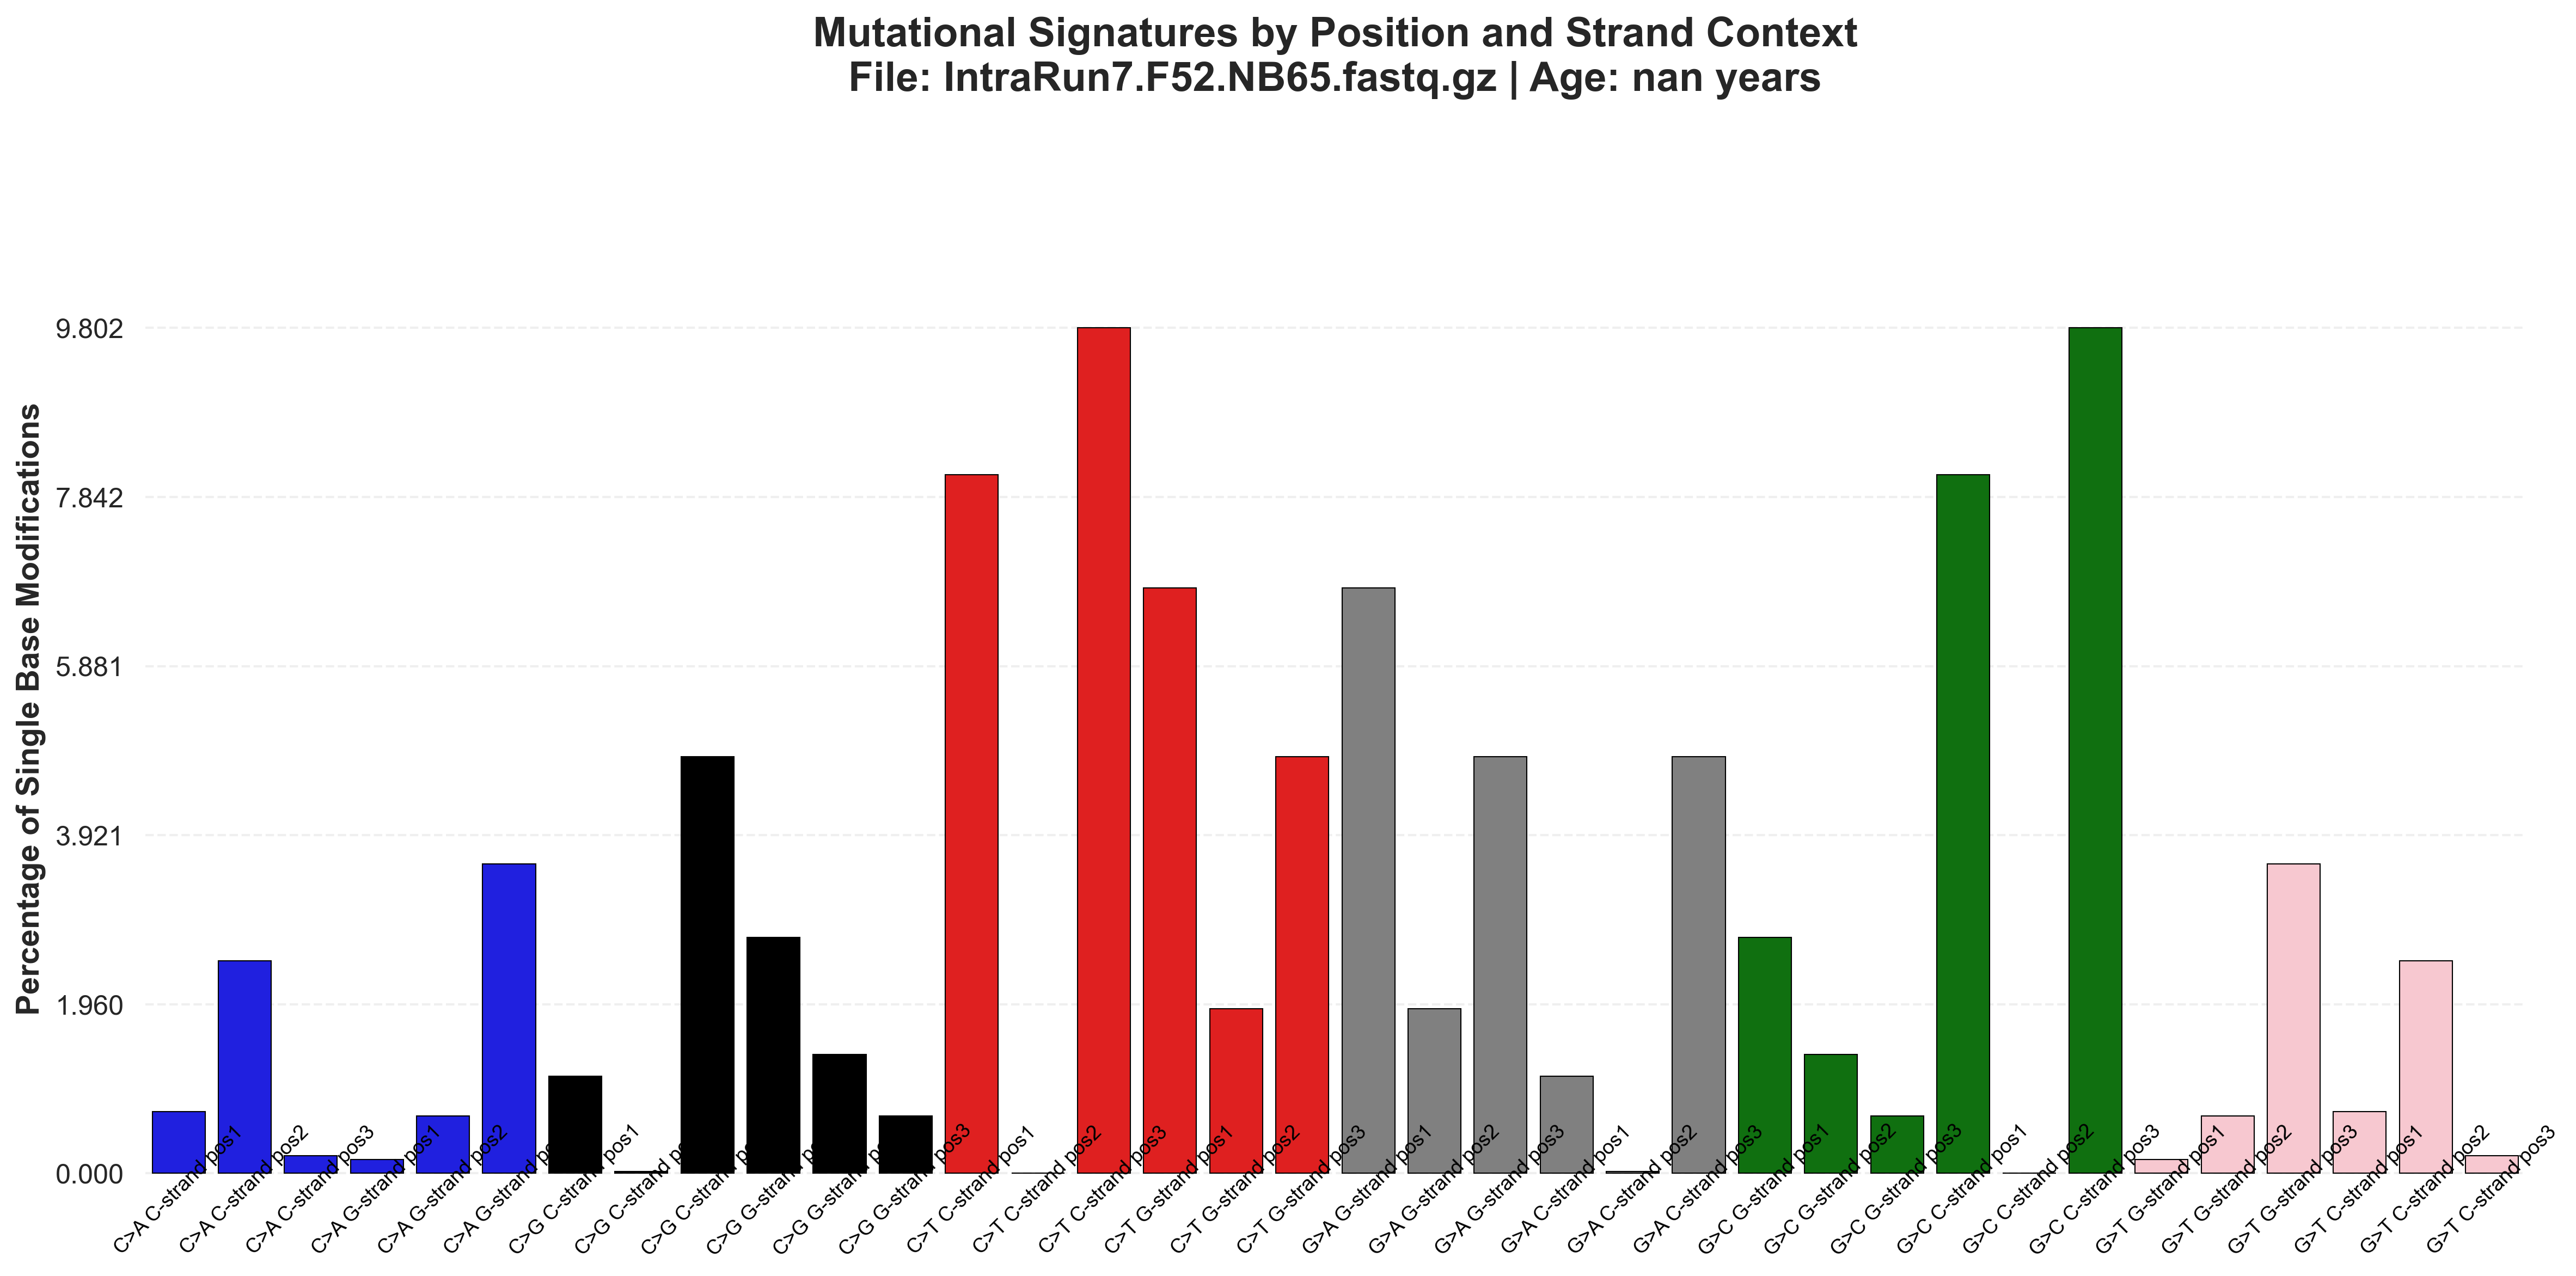 Mutational Signatures by Position and Strand Context
File: IntraRun7.F52.NB65.fastq.gz | Age: nan years
Percentage of Single Base Modifications
9.802
7.842
5.881
3.921
1.960
0.000
C>A C-strand pos1
C>A C-strand pos2
C>A C-strand pos3
C>A G-strand pos1
C>A G-strand pos2
C>A G-strand
C>G C-strand pos1
C>G C-strand
C>G C-strand
C>G G-strand
C>G G-strand
C>G G-strand pos3
C>T C-strand pos1
C>T C-strand pos2
C>T C-strand pos3
C>T G-strand pos1
C>T G-strand pos2
C>T G-strand pos3
G>A G-strand pos1
G>A G-strand pos2
G>A G-strand pos3
G>A C-strand pos1
G>A C-strand pos2
G>A C-strand pos3
G>C G-strand pos1
G>C G-strand pos2
G>C G-strand pos3
G>C C-strand pos1
G>C C-strand pos2
G>C C-strand pos3
G>T G-strand pos1
G>T G-strand pos2
G>T G-strand pos3
G>T C-strand pos1
G>T C-strand pos2
G>T C-strand pos3